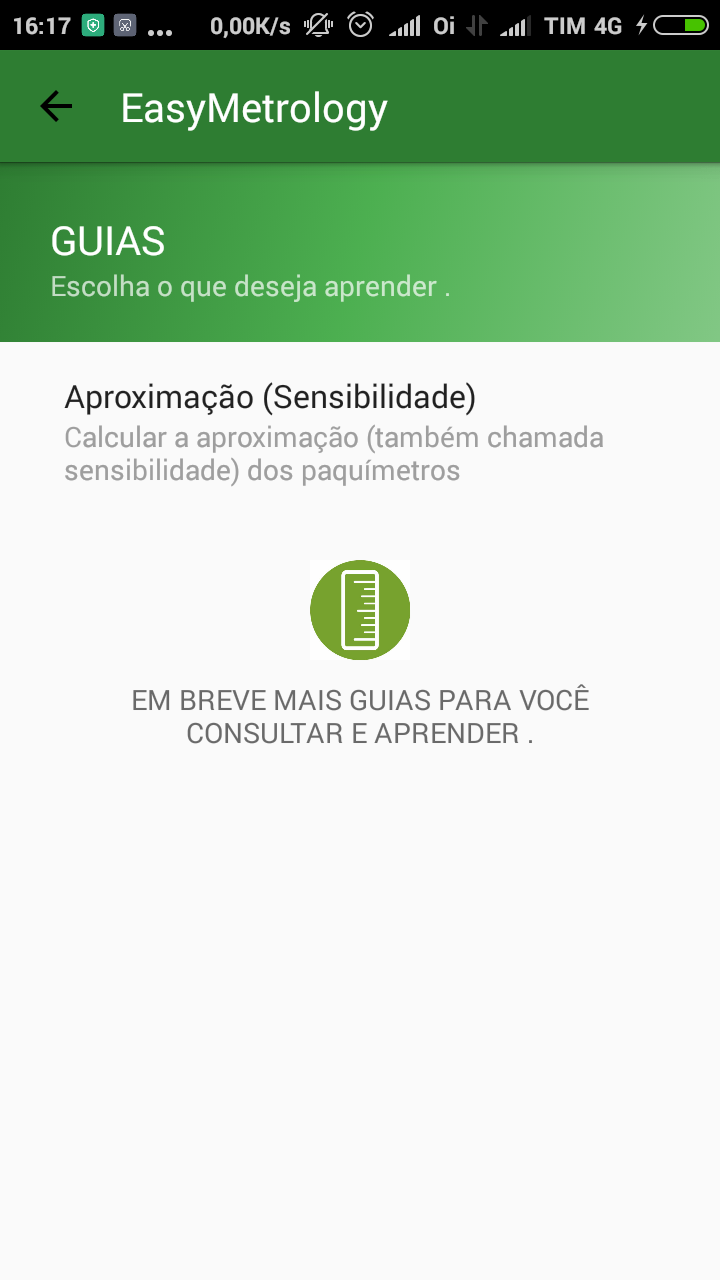 16:17 ... 0,00K/s Oi TIM 4G
EasyMetrology
GUIAS
Escolha o que deseja aprender .
Aproximação (Sensibilidade)
Calcular a aproximação (também chamada
sensibilidade) dos paquímetros
EM BREVE MAIS GUIAS PARA VOCÊ
CONSULTAR E APRENDER .